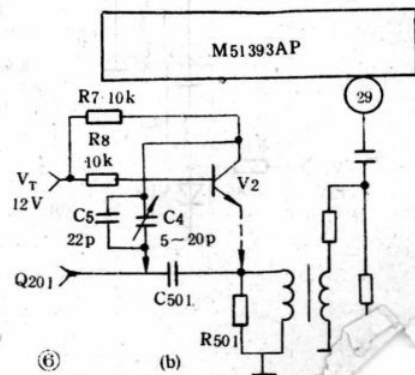 M51393AP
29
R7·10k
R8
10k
V_T
12V
V2
C5
C4
22p
5~20p
Q201
C501
R501
⑥
(b)